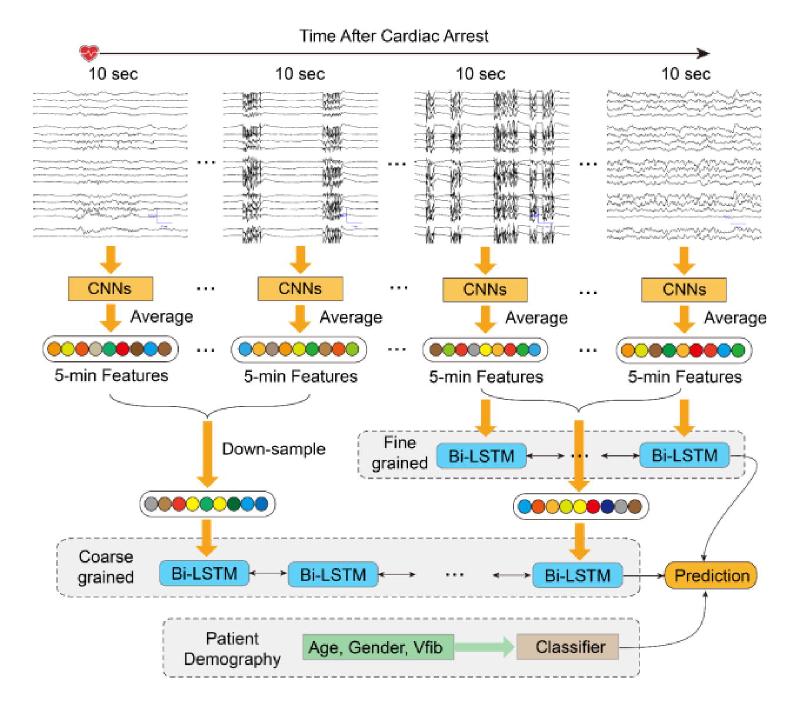 Time After Cardiac Arrest
10 sec 10 sec 10 sec 10 sec
... ... ...
CNNs ... CNNs ... CNNs ... CNNs
Average Average Average Average
... ... ...
5-min Features 5-min Features 5-min Features 5-min Features
Down-sample
Fine
grained
Bi-LSTM ... Bi-LSTM
Coarse
grained
Bi-LSTM Bi-LSTM ... Bi-LSTM
Prediction
Patient
Demography
Age, Gender, Vfib Classifier